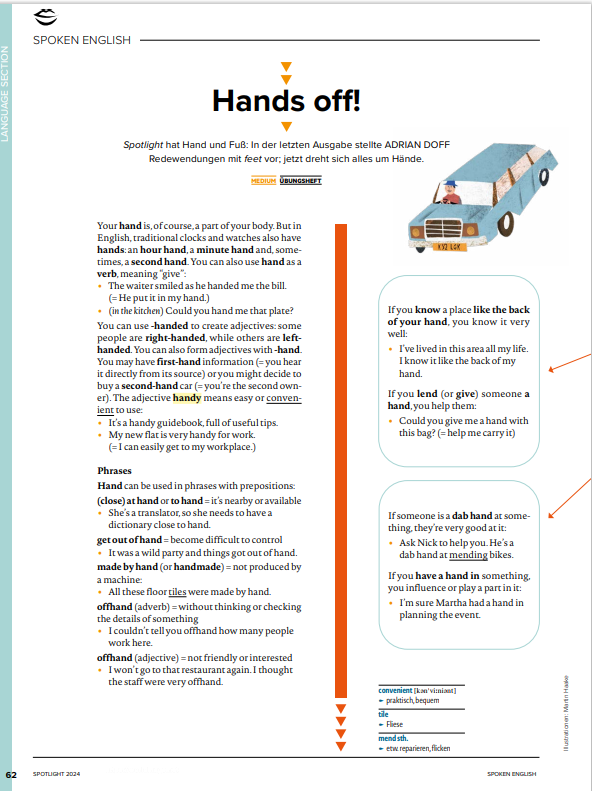 LANGUAGE SECTION
SPOKEN ENGLISH
Hands off!
Spotlight hat Hand und Fuß: In der letzten Ausgabe stellte ADRIAN DOFF
Redewendungen mit feet vor; jetzt dreht sich alles um Hände.
MEDIUM ÜBUNGSHEFT
Your hand is, of course, a part of your body. But in
English, traditional clocks and watches also have
hands: an hour hand, a minute hand and, some-
times, a second hand. You can also use hand as a
verb, meaning "give":
• The waiter smiled as he handed me the bill.
(= He put it in my hand.)
• (in the kitchen) Could you hand me that plate?
You can use -handed to create adjectives: some
people are right-handed, while others are left-
handed. You can also form adjectives with -hand.
You may have first-hand information (= you hear
it directly from its source) or you might decide to
buy a second-hand car (= you're the second own-
er). The adjective handy means easy or conven-
ient to use:
• It's a handy guidebook, full of useful tips.
• My new flat is very handy for work.
(= I can easily get to my workplace.)
Phrases
Hand can be used in phrases with prepositions:
(close) at hand or to hand = it's nearby or available
• She's a translator, so she needs to have a
dictionary close to hand.
get out of hand = become difficult to control
• It was a wild party and things got out of hand.
made by hand (or handmade) = not produced by
a machine:
• All these floor tiles were made by hand.
offhand (adverb) = without thinking or checking
the details of something
• I couldn't tell you offhand how many people
work here.
offhand (adjective) = not friendly or interested
• I won't go to that restaurant again. I thought
the staff were very offhand.
If you know a place like the back
of your hand, you know it very
well:
• I've lived in this area all my life.
I know it like the back of my
hand.
If you lend (or give) someone a
hand, you help them:
• Could you give me a hand with
this bag? (= help me carry it)
If someone is a dab hand at some-
thing, they're very good at it:
• Ask Nick to help you. He's a
dab hand at mending bikes.
If you have a hand in something,
you influence or play a part in it:
• I'm sure Martha had a hand in
planning the event.
convenient [kənˈviːniənt]
► praktisch, bequem
tile
► Fliese
mend sth.
► etw. reparieren, flicken
Illustrationen: Martin Haake
62 SPOTLIGHT 2024
SPOKEN ENGLISH